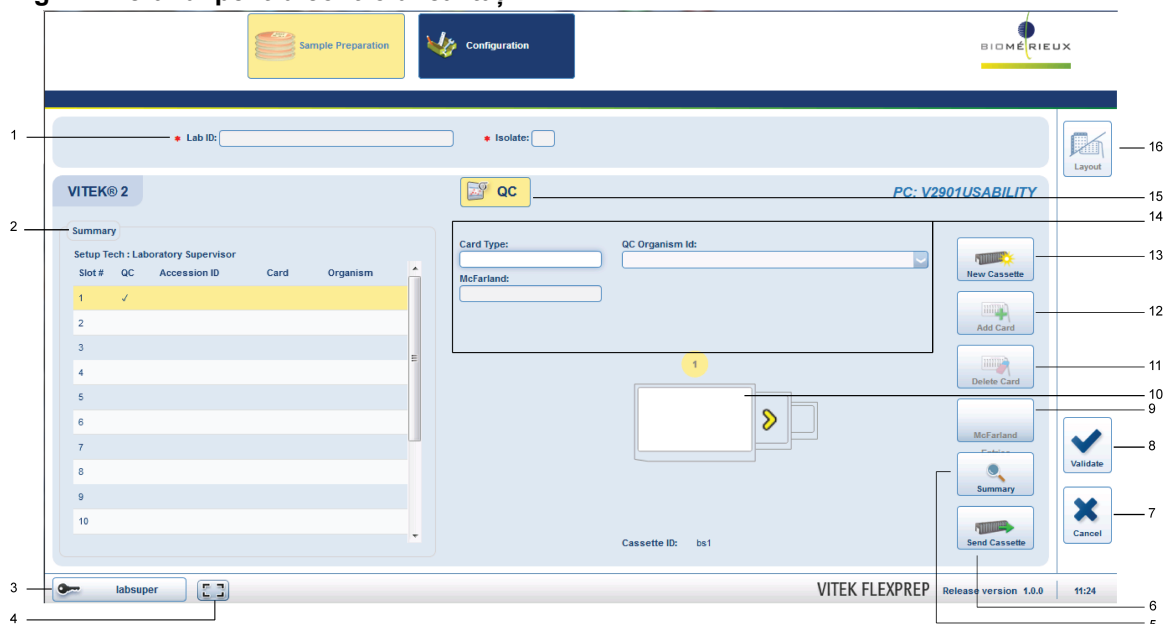 Sample Preparation
Configuration
BIOMÉRIEUX
1
* Lab ID:
* Isolate:
16
Layout
VITEK® 2
QC
PC: V2901USABILITY
15
14
2
Summary
Setup Tech : Laboratory Supervisor
Slot # QC Accession ID Card Organism
Card Type:
QC Organism Id:
McFarland:
New Cassette
13
1 ✓
2
3
4
5
6
7
8
9
10
Add Card
12
1
Delete Card
11
10
9
McFarland
Validate
8
Summary
Cancel
7
Cassette ID: bs1
Send Cassette
3
labsuper
VITEK FLEXPREP
Release version 1.0.0
11:24
6
4
5